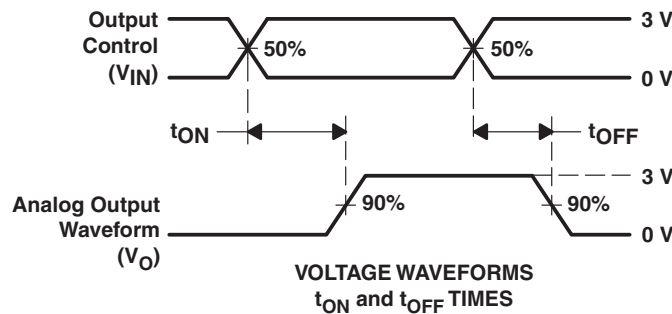 Output
Control
(VIN)
50%
50%
3 V
0 V
tON
tOFF
Analog Output
Waveform
(VO)
90%
90%
3 V
0 V
VOLTAGE WAVEFORMS
tON and tOFF TIMES